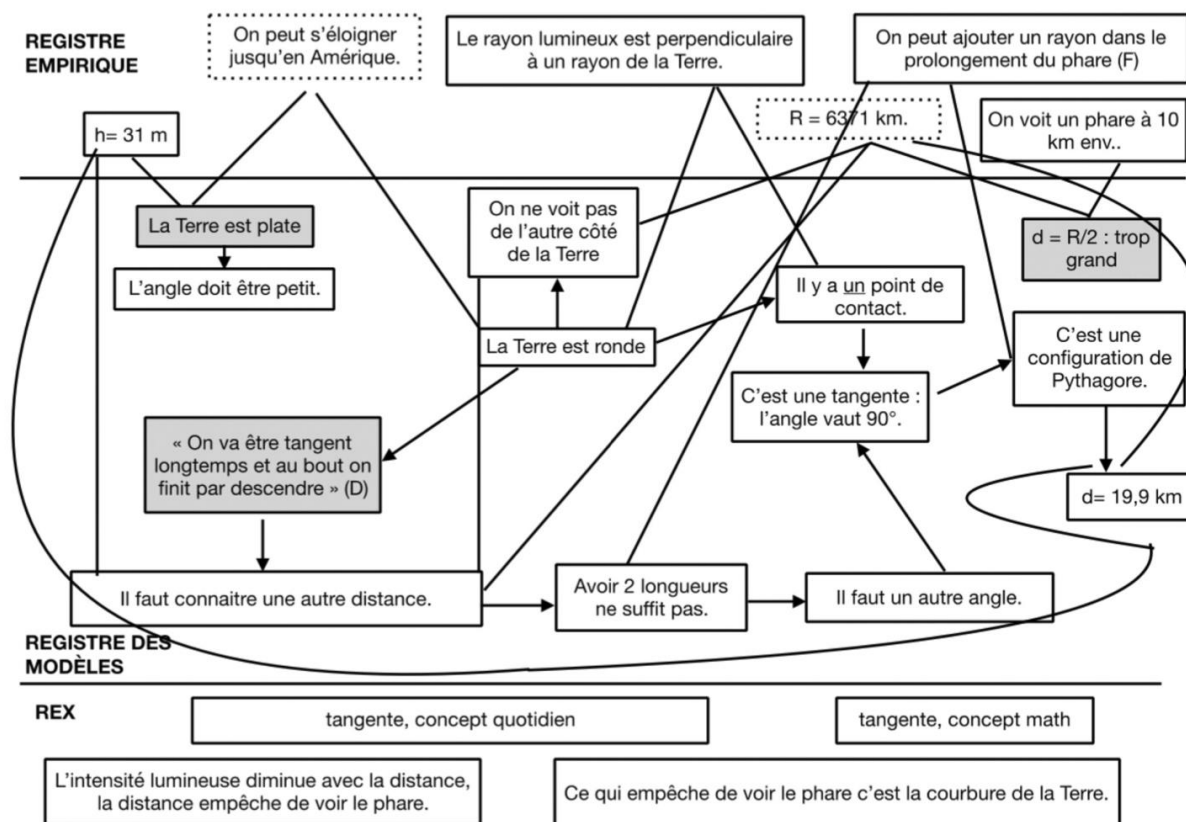 REGISTRE
EMPIRIQUE
On peut s’éloigner
jusqu’en Amérique.
Le rayon lumineux est perpendiculaire
à un rayon de la Terre.
On peut ajouter un rayon dans le
prolongement du phare (F)
h= 31 m
R = 6371 km.
On voit un phare à 10
km env..
La Terre est plate
On ne voit pas
de l’autre côté
de la Terre
d = R/2 : trop
grand
L’angle doit être petit.
Il y a un point de
contact.
La Terre est ronde
C’est une
configuration de
Pythagore.
C’est une tangente :
l’angle vaut 90°.
« On va être tangent
longtemps et au bout on
finit par descendre » (D)
d= 19,9 km
Il faut connaitre une autre distance.
Avoir 2 longueurs
ne suffit pas.
Il faut un autre angle.
REGISTRE DES
MODÈLES
REX
tangente, concept quotidien
tangente, concept math
L’intensité lumineuse diminue avec la distance,
la distance empêche de voir le phare.
Ce qui empêche de voir le phare c’est la courbure de la Terre.